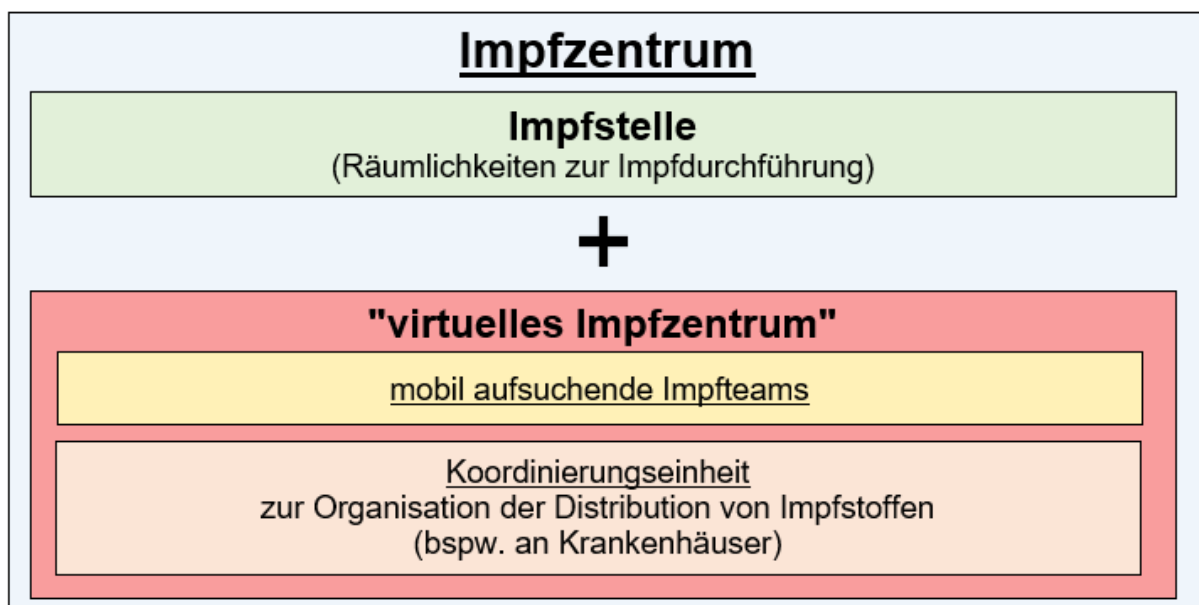 Impfzentrum
Impfstelle
(Räumlichkeiten zur Impfdurchführung)
+
"virtuelles Impfzentrum"
mobil aufsuchende Impfteams
Koordinierungseinheit
zur Organisation der Distribution von Impfstoffen
(bspw. an Krankenhäuser)